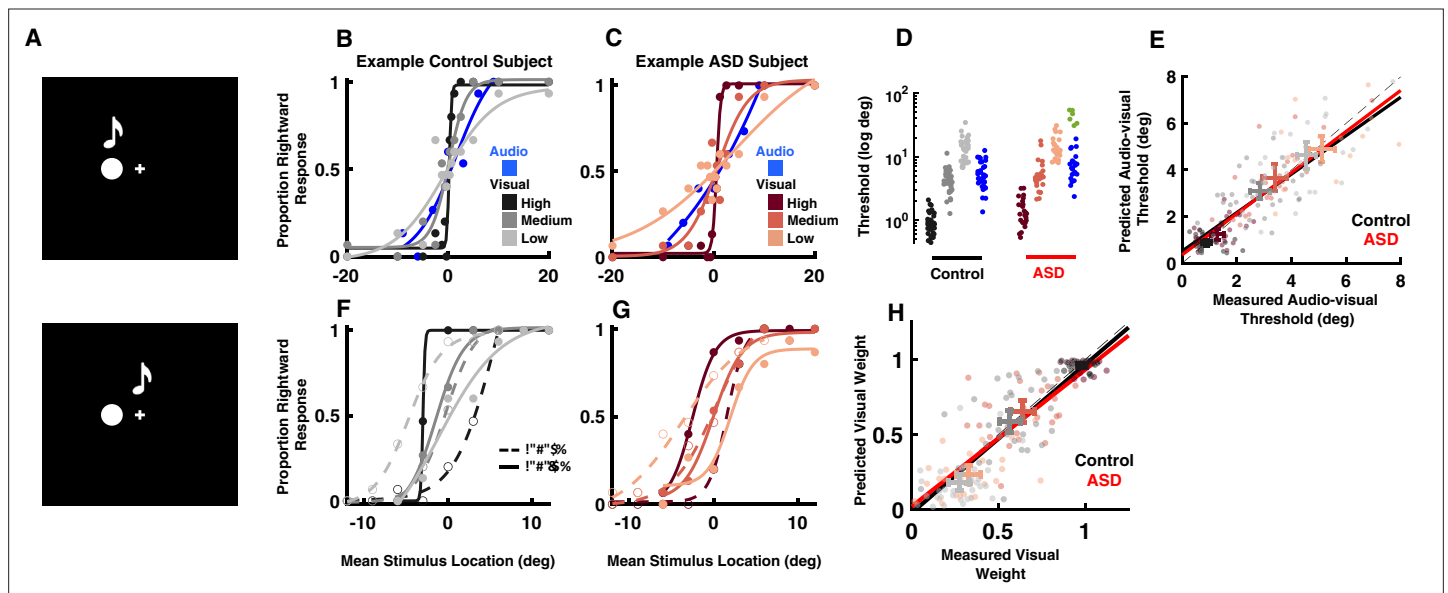 A
B
Example Control Subject
Proportion Rightward
Response
1
0.5
0
-20
0
20
Audio
Visual
High
Medium
Low
C
Example ASD Subject
1
0.5
0
-20
0
20
Audio
Visual
High
Medium
Low
D
Threshold (log deg)
10²
10¹
10⁰
Control
ASD
E
Predicted Audio-visual
Threshold (deg)
8
6
4
2
0
0
2
4
6
8
Control
ASD
Measured Audio-visual
Threshold (deg)
F
Proportion Rightward
Response
1
0.5
0
-10
0
10
Mean Stimulus Location (deg)
G
1
0.5
0
-10
0
10
Mean Stimulus Location (deg)
H
Predicted Visual Weight
1
0.5
0
0
0.5
1
Control
ASD
Measured Visual
Weight